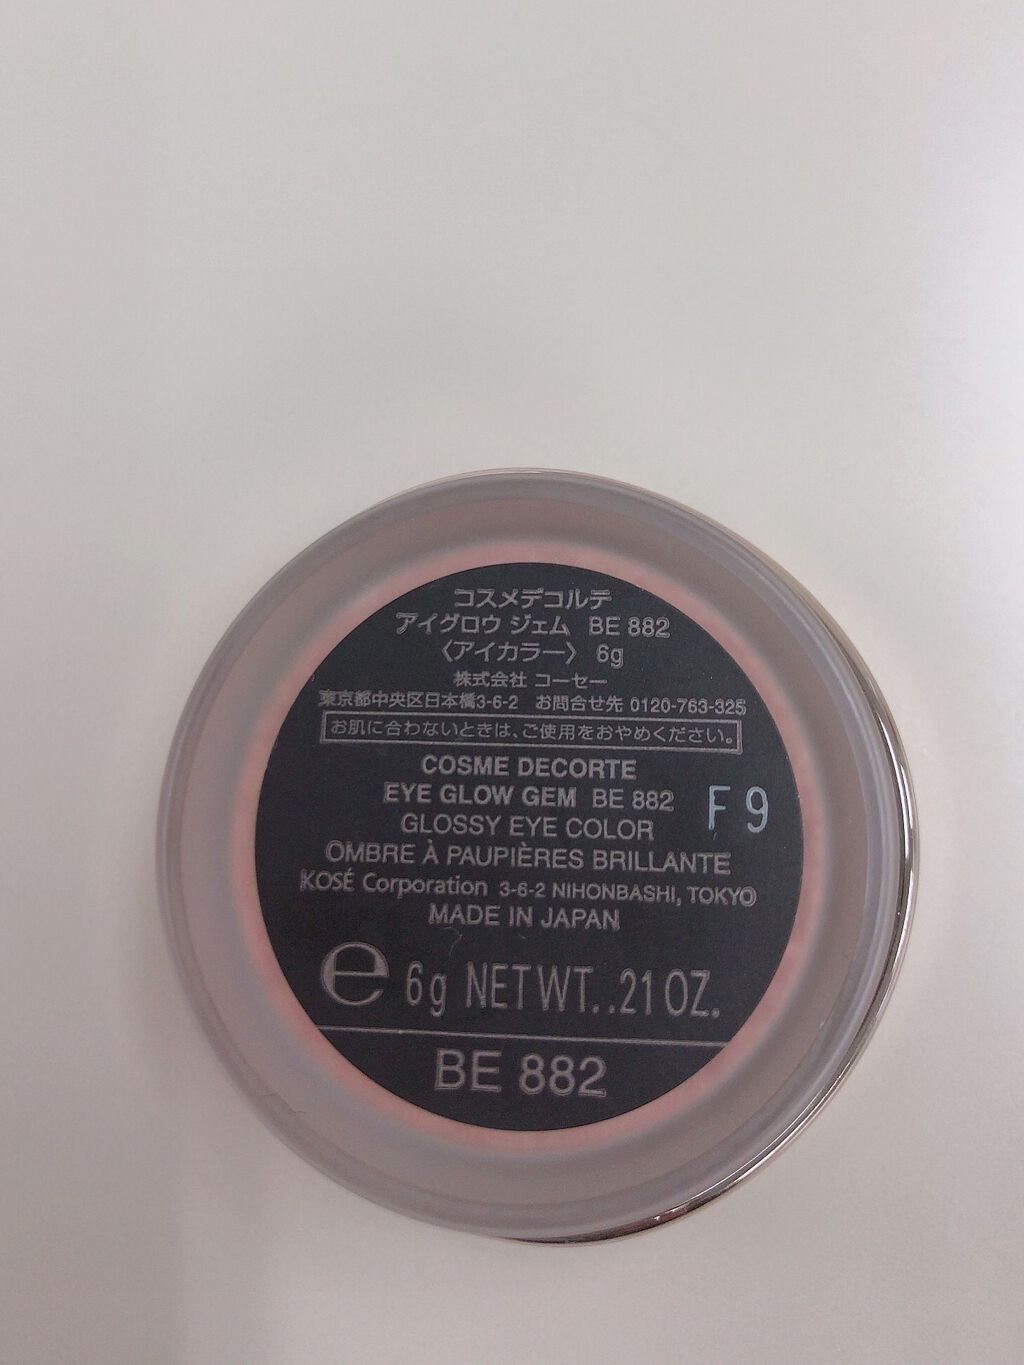 コスメデコルテ
アイグロウ ジェム BE 882
〈アイカラー〉 6g
株式会社 コーセー
東京都中央区日本橋3-6-2 お問合せ先 0120-763-325
お肌に合わないときは、ご使用をおやめください。
COSME DECORTE
EYE GLOW GEM BE 882
F9
GLOSSY EYE COLOR
OMBRE À PAUPIÈRES BRILLANTE
KOSÉ Corporation 3-6-2 NIHONBASHI, TOKYO
MADE IN JAPAN
℮ 6g NET WT. .21 OZ.
BE 882